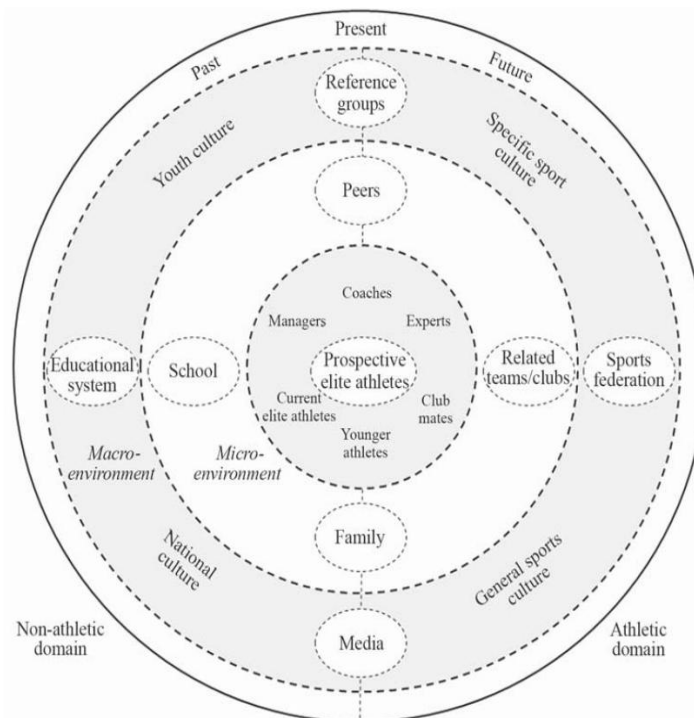 Present
Past
Future
Reference
groups
Youth culture
Specific sport
culture
Peers
Coaches
Managers
Experts
Educational
system
School
Prospective
elite athletes
Related
teams/clubs
Sports
federation
Current
elite athletes
Club
mates
Younger
athletes
Macro-
environment
Micro-
environment
Family
National
culture
General sports
culture
Non-athletic
domain
Media
Athletic
domain